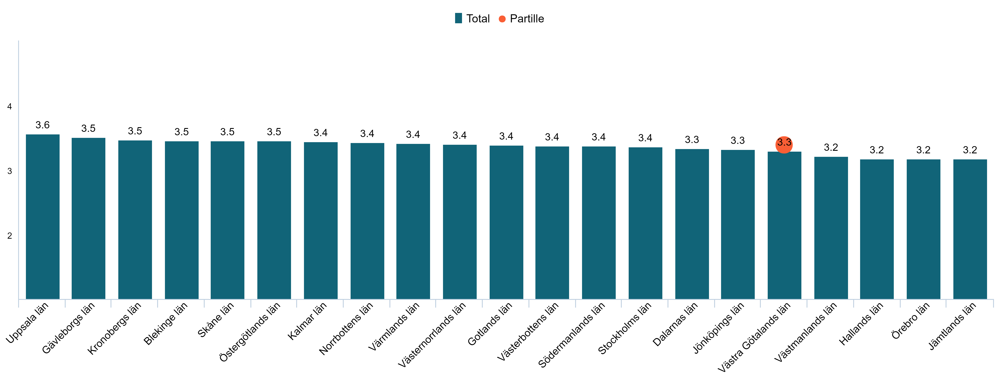 Total Partille
4
3.6 3.5 3.5 3.5 3.5 3.5 3.4 3.4 3.4 3.4 3.4 3.4 3.4 3.4 3.3 3.3 3.3 3.2 3.2 3.2 3.2
3
2
Uppsala län
Gävleborgs län
Kronobergs län
Blekinge län
Skåne län
Östergötlands län
Kalmar län
Norrbottens län
Värmlands län
Västernorrlands län
Gotlands län
Västerbottens län
Södermanlands län
Stockholms län
Dalarnas län
Jönköpings län
Västra Götalands län
Västmanlands län
Hallands län
Örebro län
Jämtlands län